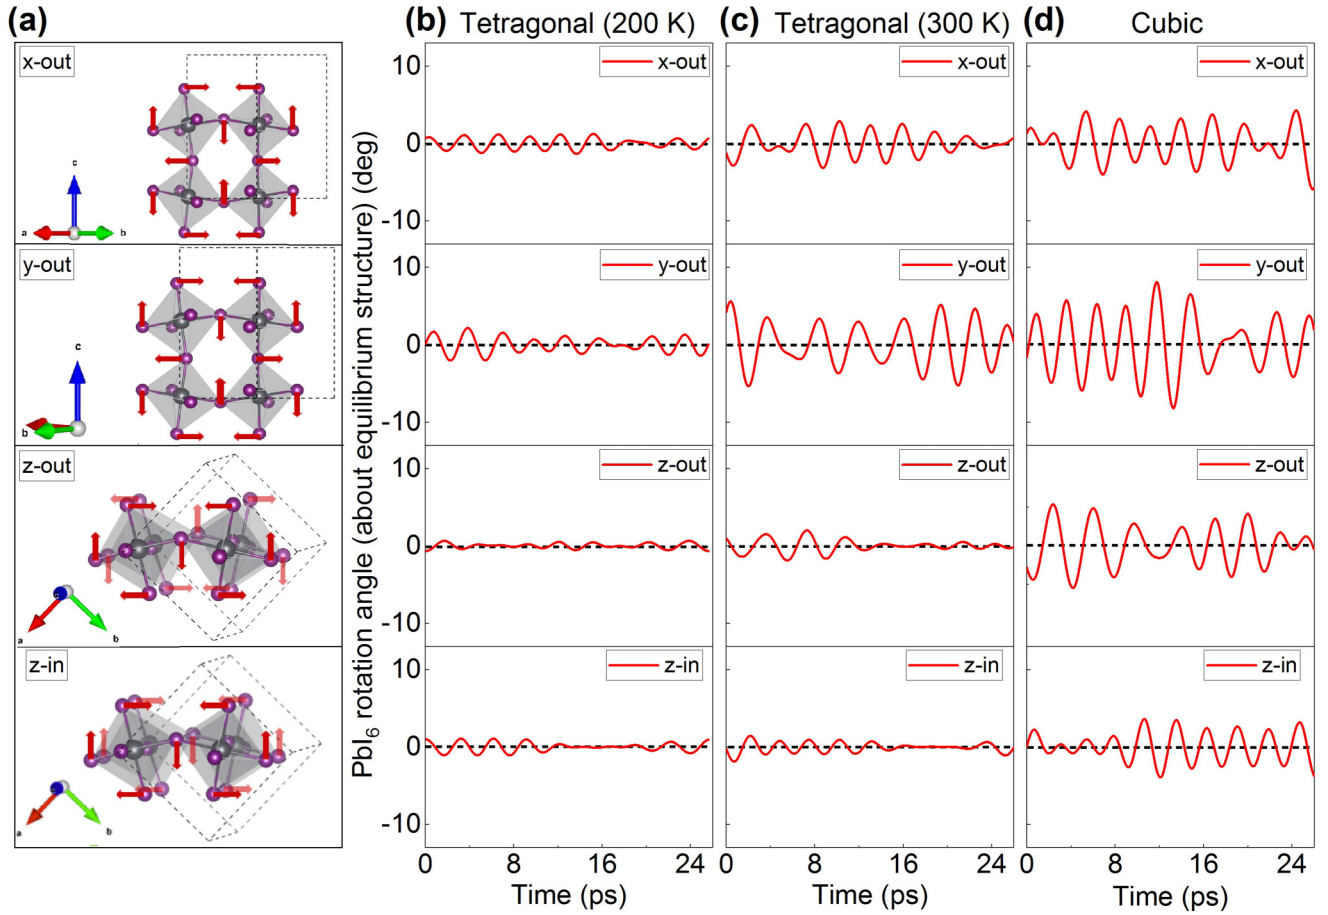 (a)
(b) Tetragonal (200 K)
(c) Tetragonal (300 K)
(d) Cubic
x-out
c
a
b
y-out
c
b
z-out
a
b
z-in
a
b
PbI6 rotation angle (about equilibrium structure) (deg)
10
0
-10
x-out
x-out
x-out
10
0
-10
y-out
y-out
y-out
10
0
-10
z-out
z-out
z-out
10
0
-10
z-in
z-in
z-in
0 8 16 24
0 8 16 24
0 8 16 24
Time (ps)
Time (ps)
Time (ps)